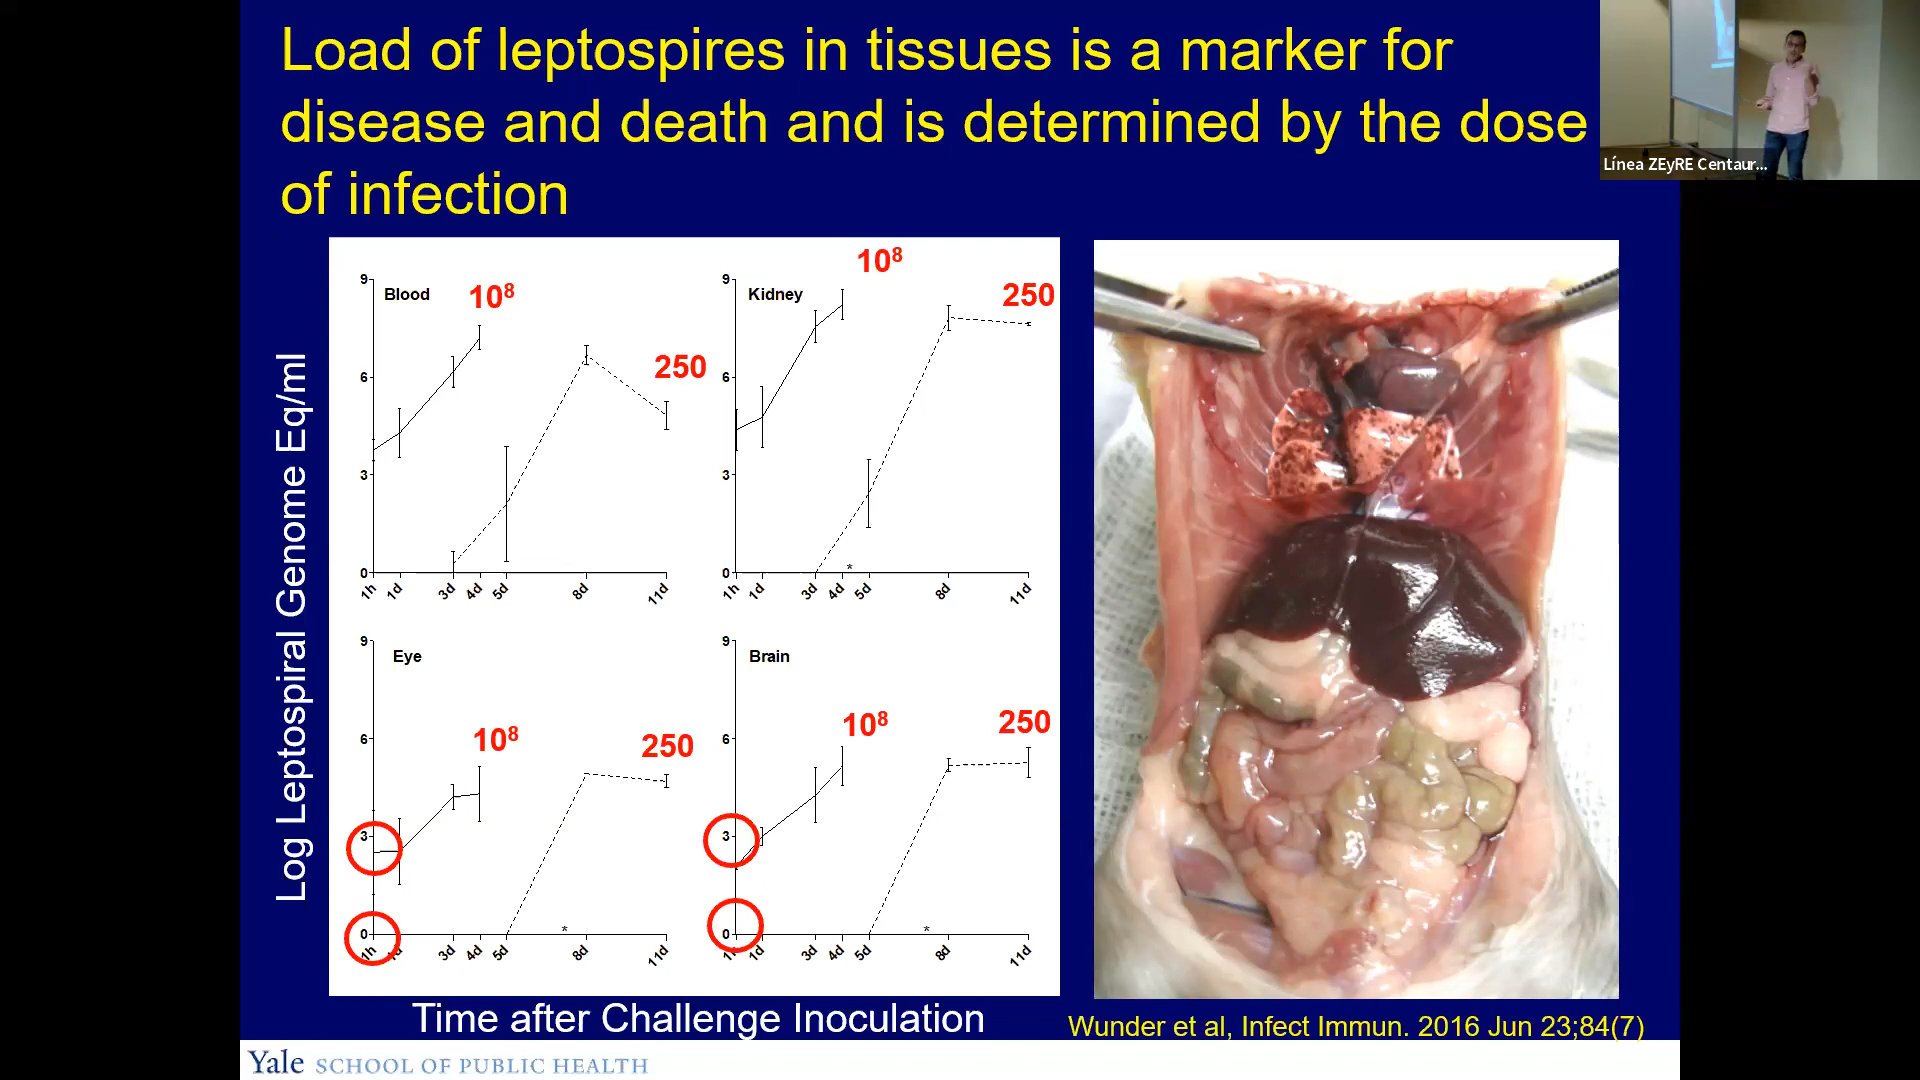 Load of leptospires in tissues is a marker for
disease and death and is determined by the dose
of infection
Línea ZEyRE Centaur...
Log Leptospiral Genome Eq/ml
9
6
3
0
Blood
10⁸
250
1h
1d
3d
4d
5d
8d
11d
9
6
3
0
Kidney
10⁸
250
*
1h
1d
3d
4d
5d
8d
11d
9
6
3
0
Eye
10⁸
250
*
1h
3d
4d
5d
8d
11d
9
6
3
0
Brain
10⁸
250
*
1d
3d
4d
5d
8d
11d
Time after Challenge Inoculation
Wunder et al, Infect Immun. 2016 Jun 23;84(7)
Yale SCHOOL OF PUBLIC HEALTH